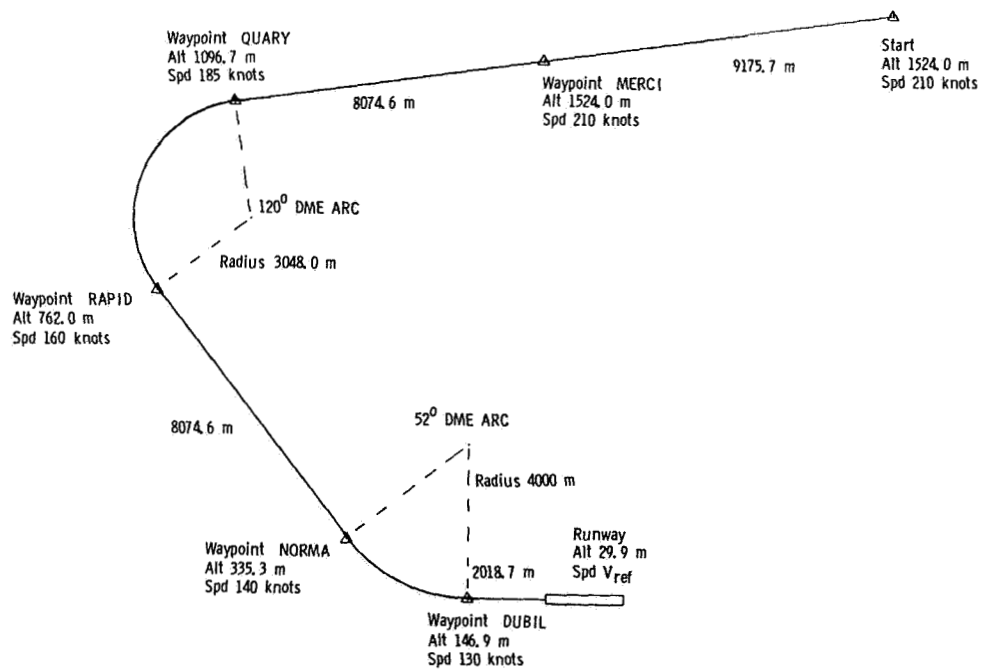 Waypoint QUARY
Alt 1096.7 m
Spd 185 knots
Start
Alt 1524.0 m
Spd 210 knots
9175.7 m
Waypoint MERCI
Alt 1524.0 m
Spd 210 knots
8074.6 m
120⁰ DME ARC
Radius 3048.0 m
Waypoint RAPID
Alt 762.0 m
Spd 160 knots
8074.6 m
52⁰ DME ARC
Radius 4000 m
Waypoint NORMA
Alt 335.3 m
Spd 140 knots
Runway
Alt 29.9 m
Spd Vref
2018.7 m
Waypoint DUBIL
Alt 146.9 m
Spd 130 knots